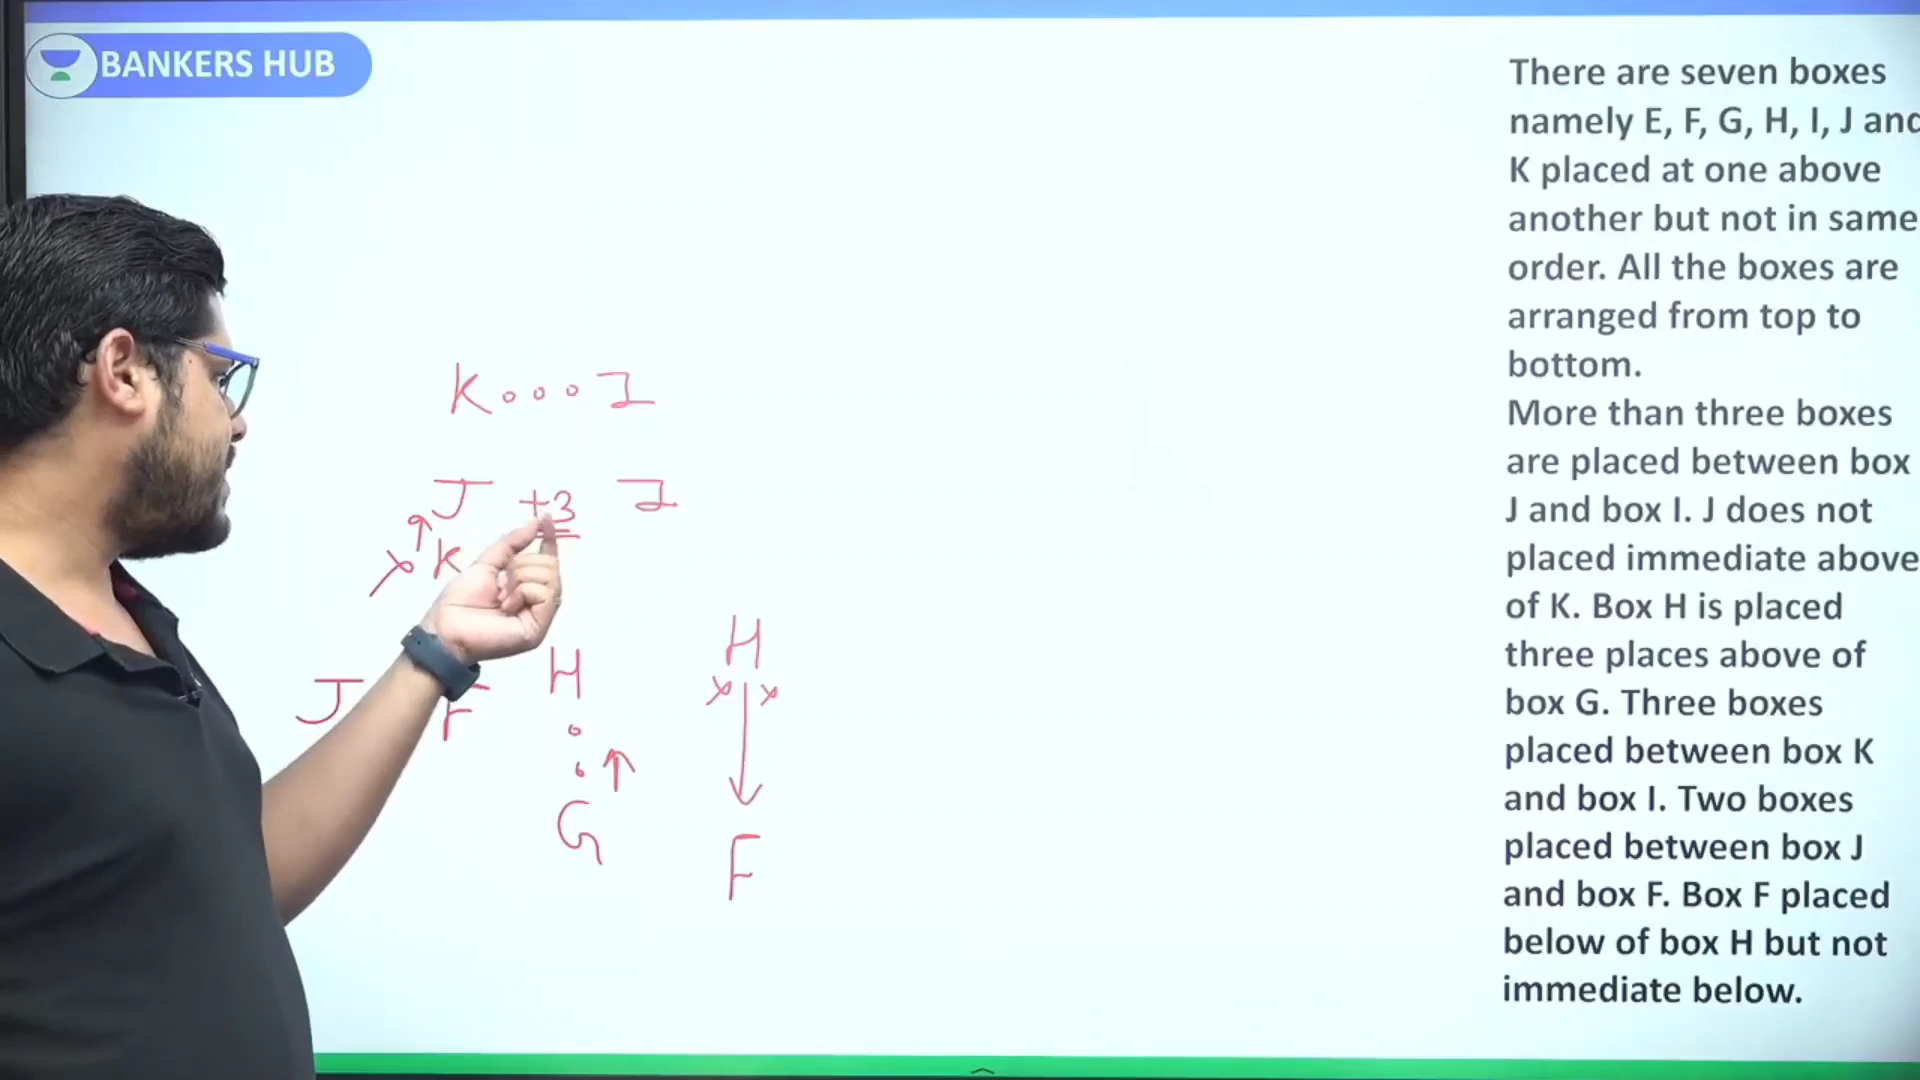 BANKERS HUB
There are seven boxes
namely E, F, G, H, I, J and
K placed at one above
another but not in same
order. All the boxes are
arranged from top to
bottom.
More than three boxes
are placed between box
J and box I. J does not
placed immediate above
of K. Box H is placed
three places above of
box G. Three boxes
placed between box K
and box I. Two boxes
placed between box J
and box F. Box F placed
below of box H but not
immediate below.
K o o o I
J +3 I
K
J F H
G
H
F